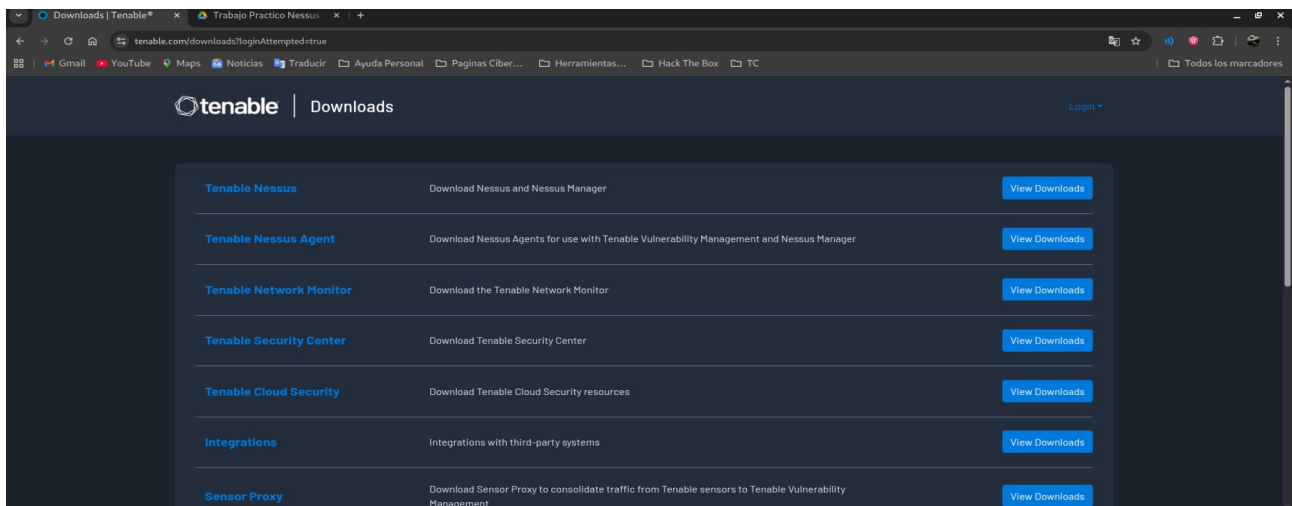 Downloads | Tenable® Trabajo Practico Nessus
tenable.com/downloads?loginAttempted=true
Gmail YouTube Maps Noticias Traducir Ayuda Personal Paginas Ciber... Herramientas... Hack The Box TC Todos los marcadores
tenable | Downloads Login
Tenable Nessus Download Nessus and Nessus Manager View Downloads
Tenable Nessus Agent Download Nessus Agents for use with Tenable Vulnerability Management and Nessus Manager View Downloads
Tenable Network Monitor Download the Tenable Network Monitor View Downloads
Tenable Security Center Download Tenable Security Center View Downloads
Tenable Cloud Security Download Tenable Cloud Security resources View Downloads
Integrations Integrations with third-party systems View Downloads
Sensor Proxy Download Sensor Proxy to consolidate traffic from Tenable sensors to Tenable Vulnerability View Downloads
Management